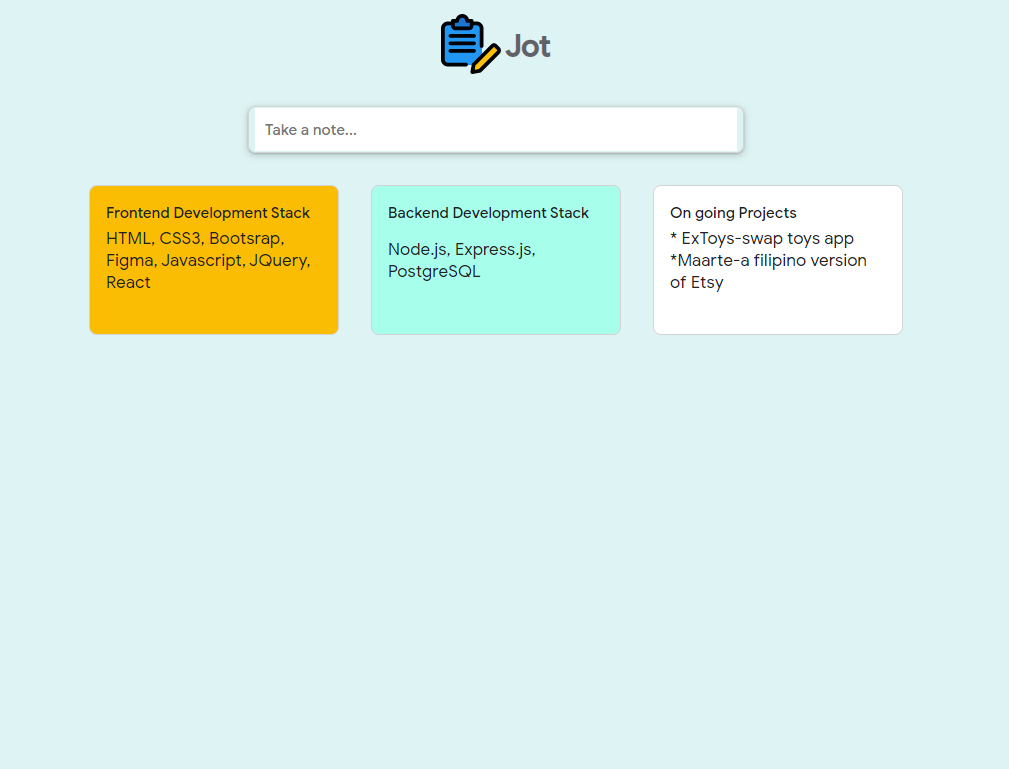 Jot
Take a note...
Frontend Development Stack
HTML, CSS3, Bootsrap,
Figma, Javascript, JQuery,
React
Backend Development Stack
Node.js, Express.js,
PostgreSQL
On going Projects
* ExToys-swap toys app
*Maarte-a filipino version
of Etsy